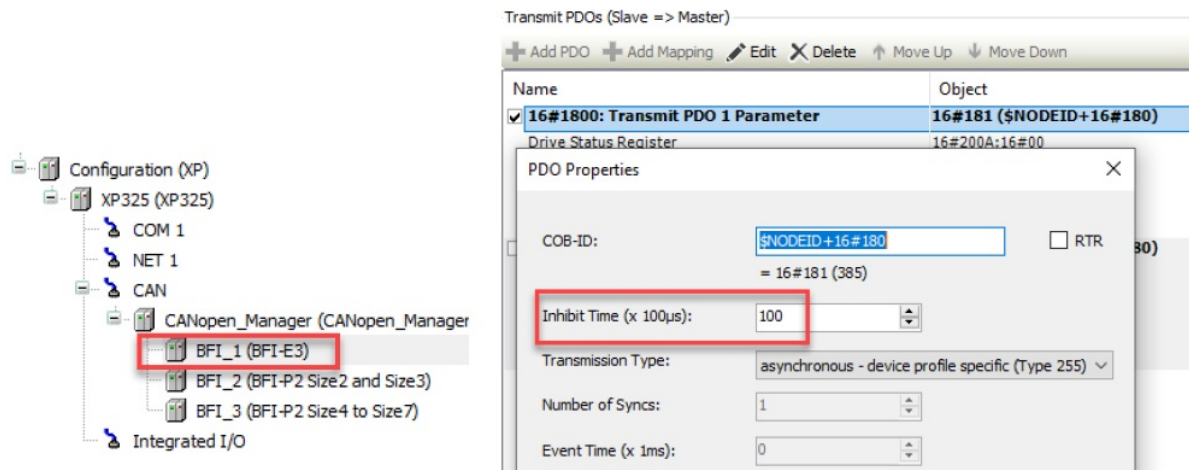 Configuration (XP)
XP325 (XP325)
COM 1
NET 1
CAN
CANopen_Manager (CANopen_Manager
BFI_1 (BFI-E3)
BFI_2 (BFI-P2 Size2 and Size3)
BFI_3 (BFI-P2 Size4 to Size7)
Integrated I/O
Transmit PDOs (Slave => Master)
Add PDO Add Mapping Edit Delete Move Up Move Down
Name Object
16#1800: Transmit PDO 1 Parameter 16#181 ($NODEID+16#180)
Drive Status Register 16#200A:16#00
PDO Properties
80)
COB-ID: $NODEID+16#180 RTR
= 16#181 (385)
Inhibit Time (x 100µs): 100
Transmission Type: asynchronous - device profile specific (Type 255)
Number of Syncs: 1
Event Time (x 1ms): 0